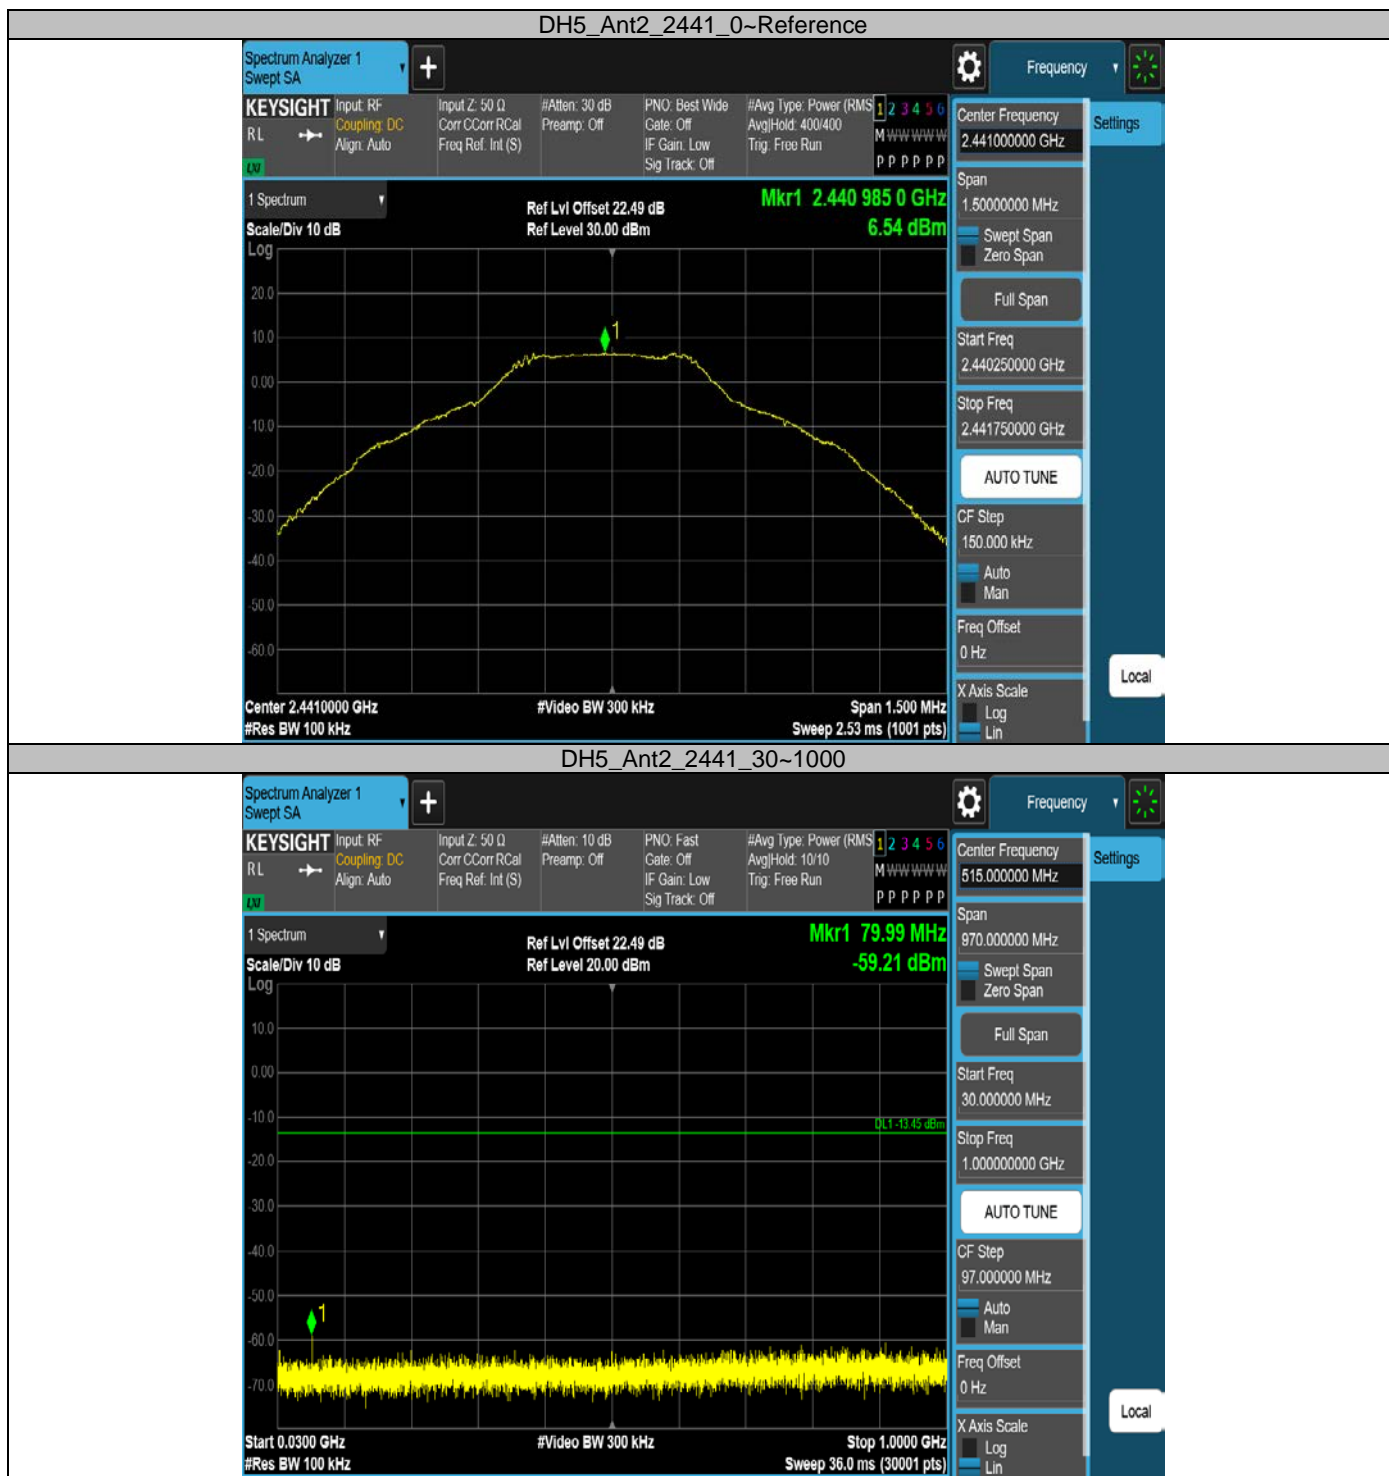 DH5_Ant2_2441_0~Reference
Spectrum Analyzer 1
Swept SA
+
Frequency
KEYSIGHT
RL
LXI
Input: RF
Coupling: DC
Align: Auto
Input Z: 50 Ω
Corr CCorr RCal
Freq Ref: Int (S)
#Atten: 30 dB
Preamp: Off
PNO: Best Wide
Gate: Off
IF Gain: Low
Sig Track: Off
#Avg Type: Power (RMS
Avg|Hold: 400/400
Trig: Free Run
1 2 3 4 5 6
M W W W W W
P P P P P P
1 Spectrum
Scale/Div 10 dB
Log
Ref Lvl Offset 22.49 dB
Ref Level 30.00 dBm
Mkr1 2.440 985 0 GHz
6.54 dBm
20.0
10.0
0.00
-10.0
-20.0
-30.0
-40.0
-50.0
-60.0
1
Center 2.4410000 GHz
#Res BW 100 kHz
#Video BW 300 kHz
Span 1.500 MHz
Sweep 2.53 ms (1001 pts)
Center Frequency
2.441000000 GHz
Span
1.50000000 MHz
Swept Span
Zero Span
Full Span
Start Freq
2.440250000 GHz
Stop Freq
2.441750000 GHz
AUTO TUNE
CF Step
150.000 kHz
Auto
Man
Freq Offset
0 Hz
X Axis Scale
Log
Lin
Settings
Local
DH5_Ant2_2441_30~1000
Spectrum Analyzer 1
Swept SA
+
Frequency
KEYSIGHT
RL
LXI
Input: RF
Coupling: DC
Align: Auto
Input Z: 50 Ω
Corr CCorr RCal
Freq Ref: Int (S)
#Atten: 10 dB
Preamp: Off
PNO: Fast
Gate: Off
IF Gain: Low
Sig Track: Off
#Avg Type: Power (RMS
Avg|Hold: 10/10
Trig: Free Run
1 2 3 4 5 6
M W W W W W
P P P P P P
1 Spectrum
Scale/Div 10 dB
Log
Ref Lvl Offset 22.49 dB
Ref Level 20.00 dBm
Mkr1 79.99 MHz
-59.21 dBm
10.0
0.00
-10.0
-20.0
-30.0
-40.0
-50.0
-60.0
-70.0
DL1 -13.45 dBm
1
Start 0.0300 GHz
#Res BW 100 kHz
#Video BW 300 kHz
Stop 1.0000 GHz
Sweep 36.0 ms (30001 pts)
Center Frequency
515.000000 MHz
Span
970.000000 MHz
Swept Span
Zero Span
Full Span
Start Freq
30.000000 MHz
Stop Freq
1.000000000 GHz
AUTO TUNE
CF Step
97.000000 MHz
Auto
Man
Freq Offset
0 Hz
X Axis Scale
Log
Lin
Settings
Local